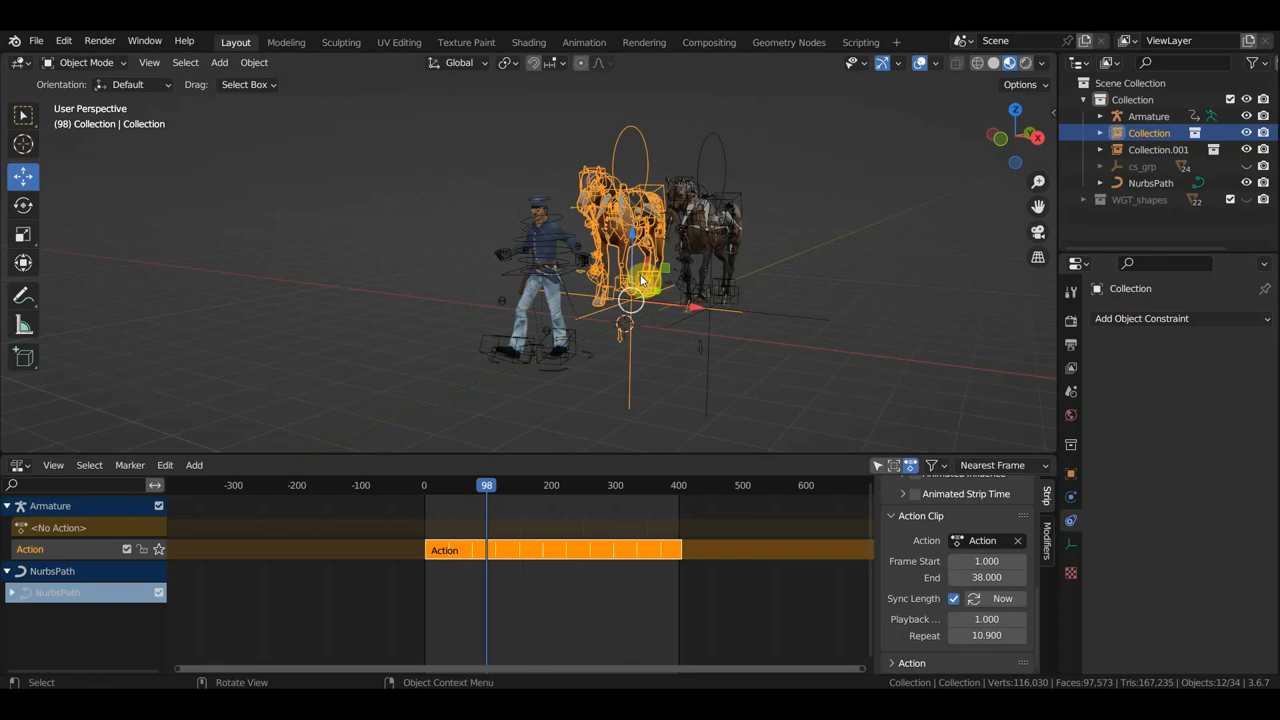 File Edit Render Window Help Layout Modeling Sculpting UV Editing Texture Paint Shading Animation Rendering Compositing Geometry Nodes Scripting + Scene ViewLayer
Object Mode View Select Add Object Global Options
Orientation: Default Drag: Select Box
User Perspective
(98) Collection | Collection
Z
X
Scene Collection
Collection
Armature
Collection
Collection.001
cs_grp 24
NurbsPath
WGT_shapes 22
Collection
Add Object Constraint
View Select Marker Edit Add Nearest Frame
-300 -200 -100 0 98 200 300 400 600
Armature
<No Action>
Action
Action
NurbsPath
NurbsPath
Animated Strip Time
Action Clip
Action Action
Frame Start 1.000
End 38.000
Sync Length Now
Playback ... 1.000
Repeat 10.900
Action
Strip
Modifiers
Select Rotate View Object Context Menu Collection | Collection | Verts:116,030 | Faces:97,573 | Tris:167,235 | Objects:12/34 | 3.6.7